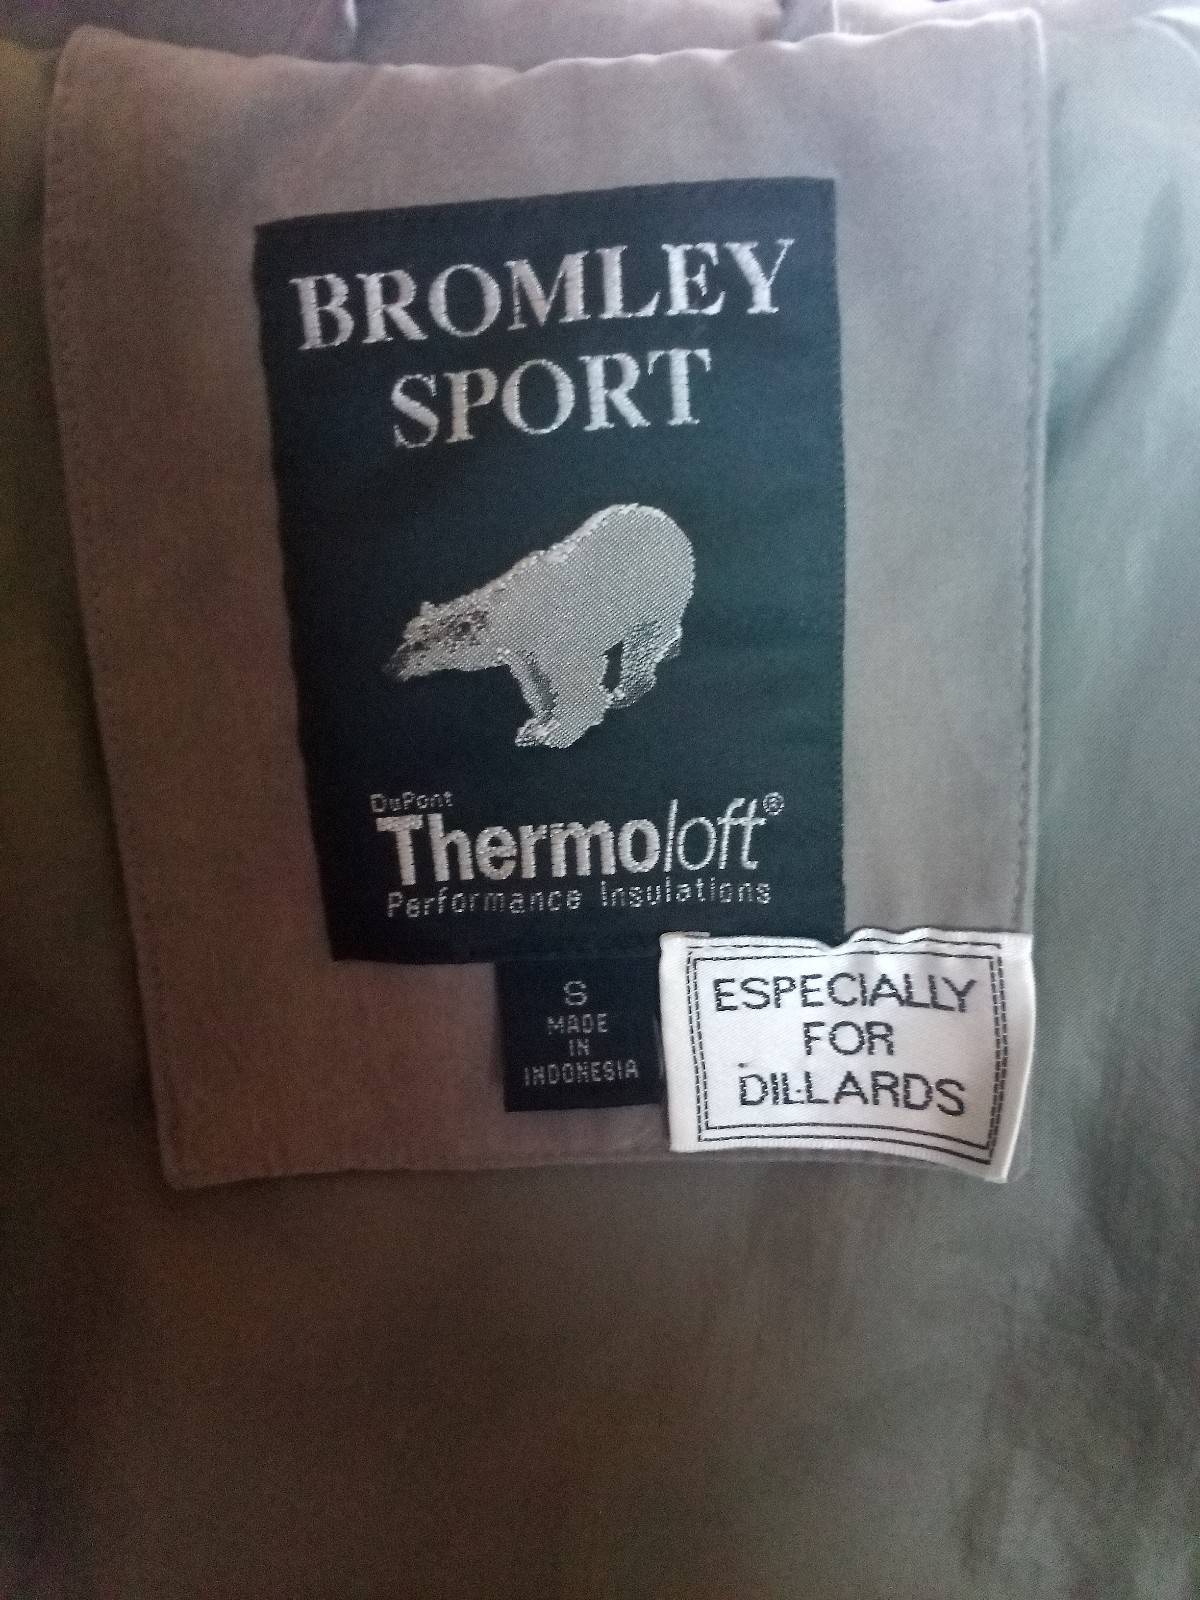 BROMLEY
SPORT
DuPont
Thermoloft®
Performance Insulations
S
MADE
IN
INDONESIA
ESPECIALLY
FOR
DILLARDS